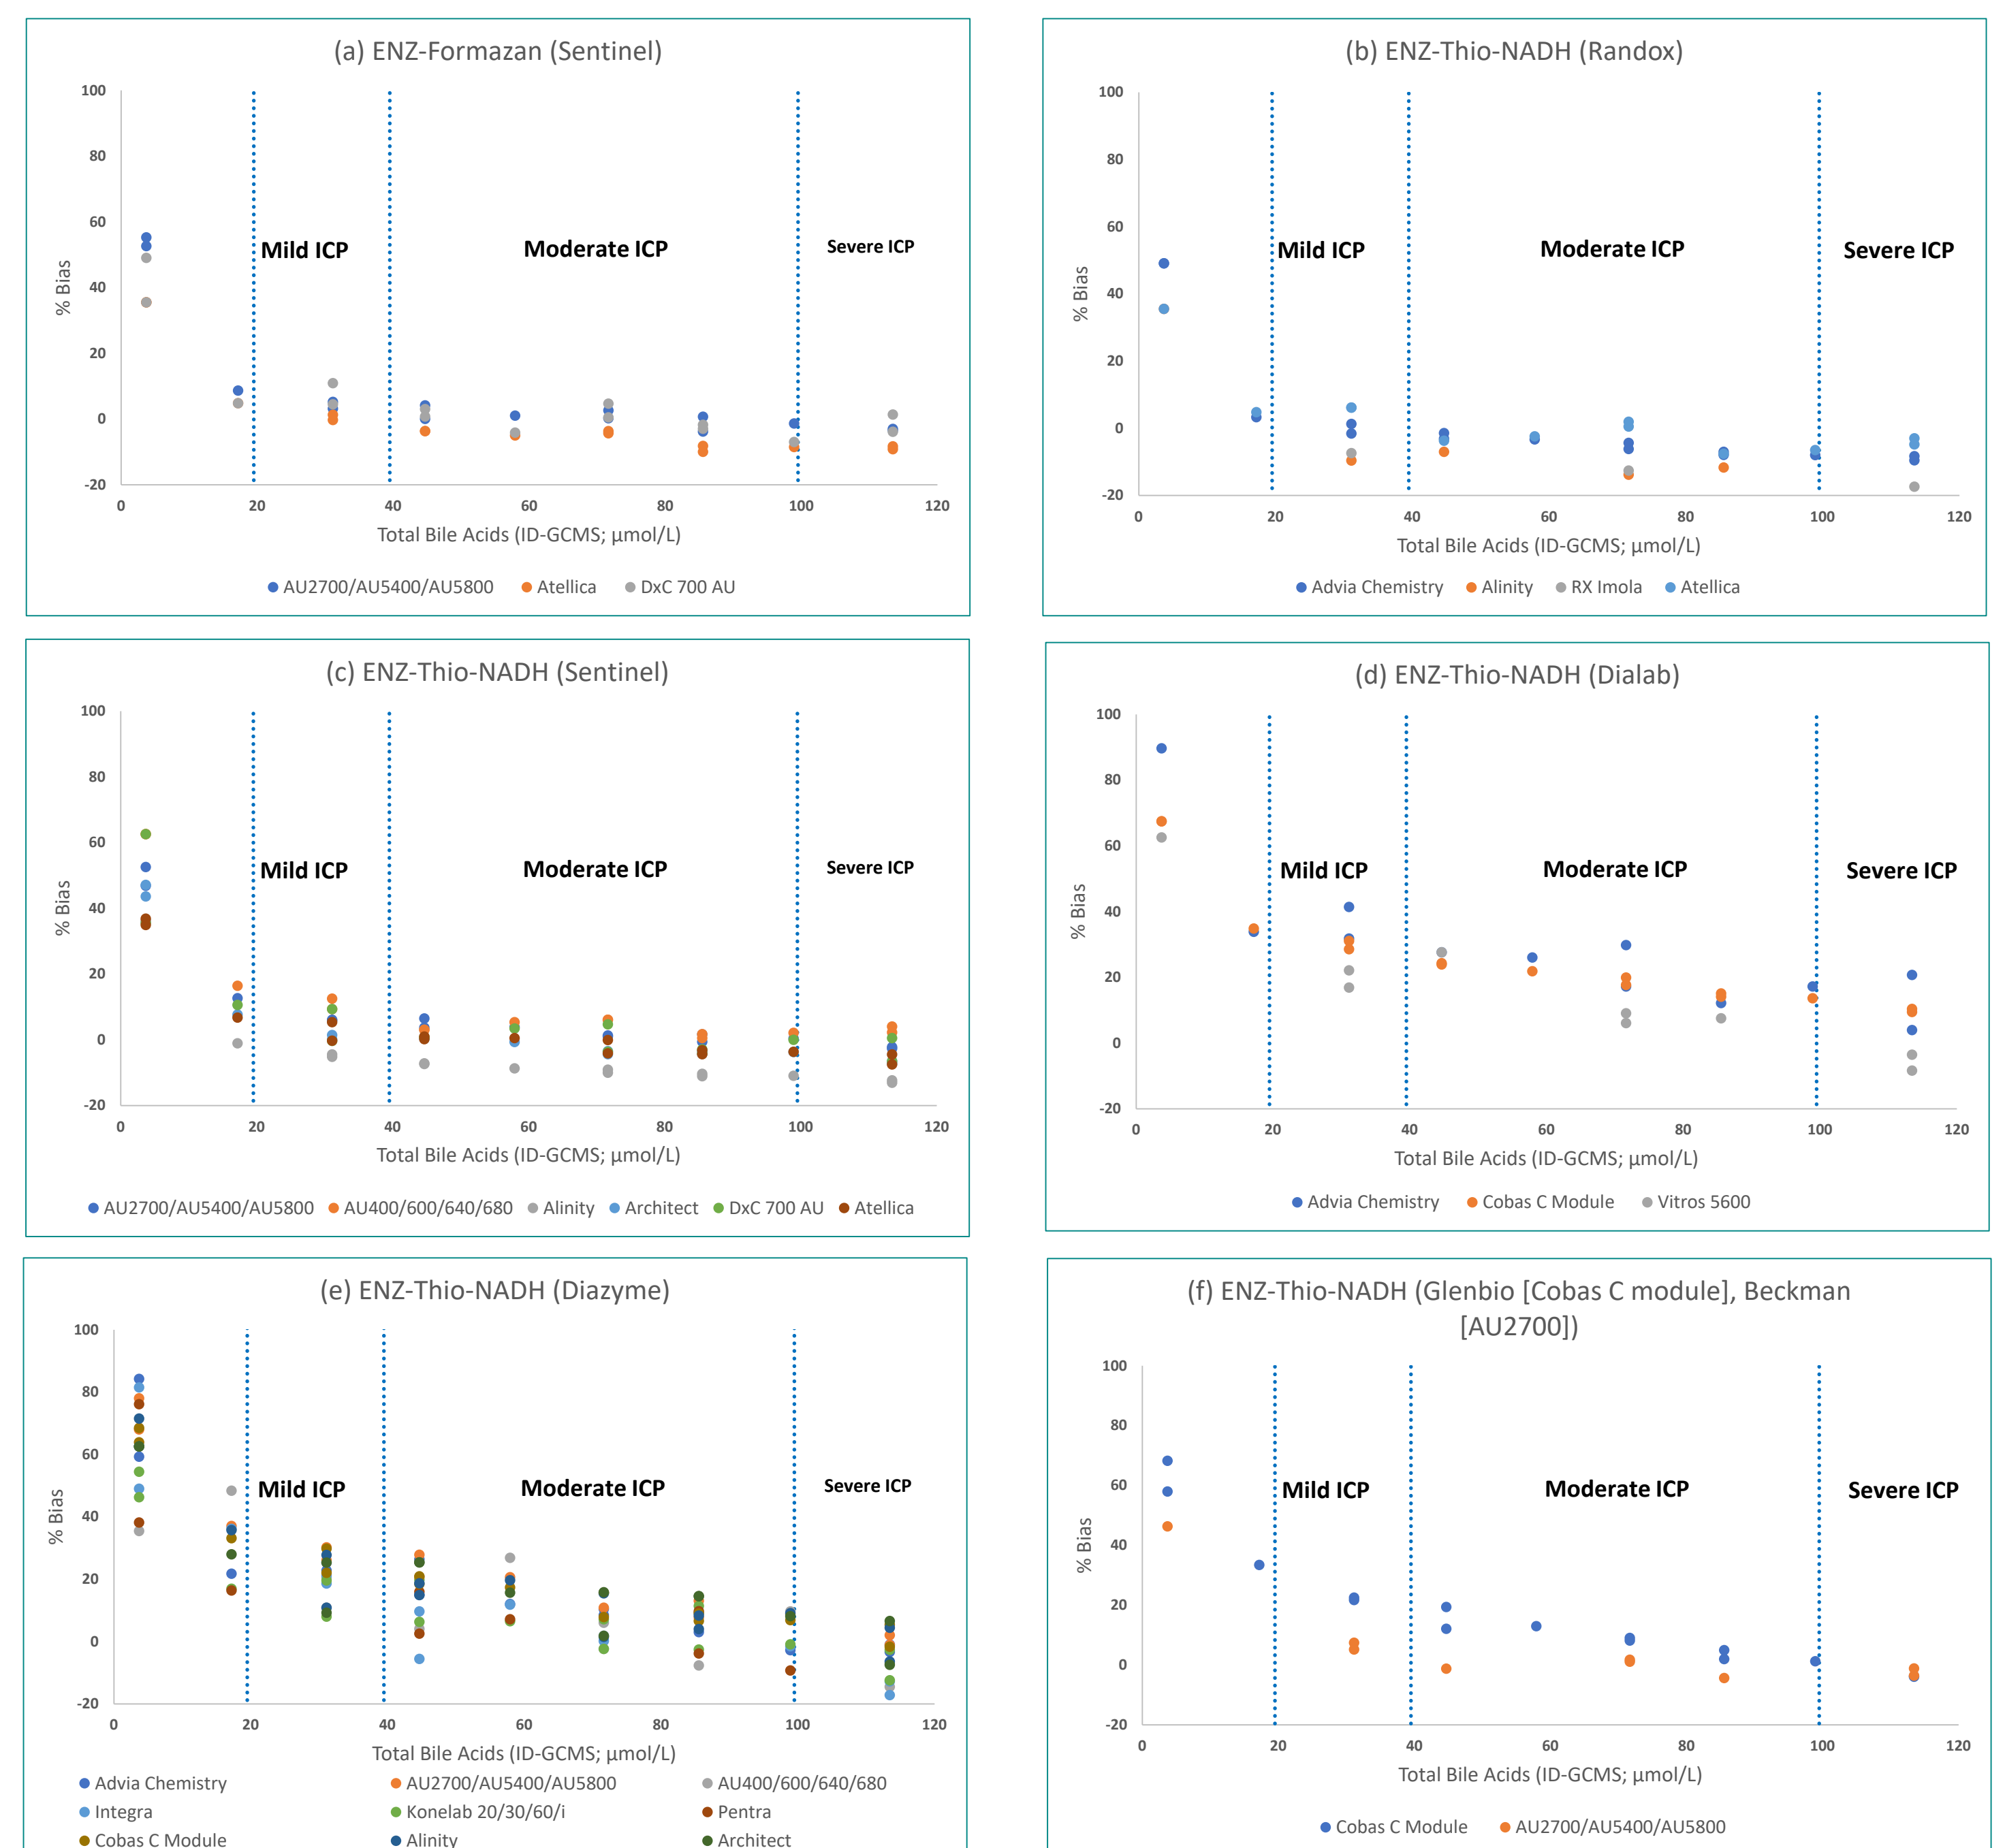 (a) ENZ-Formazan (Sentinel)
100
80
60
40
20
0
-20
% Bias
Mild ICP
Moderate ICP
Severe ICP
0 20 40 60 80 100 120
Total Bile Acids (ID-GCMS; µmol/L)
AU2700/AU5400/AU5800 Atellica DxC 700 AU
(b) ENZ-Thio-NADH (Randox)
100
80
60
40
20
0
-20
% Bias
Mild ICP
Moderate ICP
Severe ICP
0 20 40 60 80 100 120
Total Bile Acids (ID-GCMS; µmol/L)
Advia Chemistry Alinity RX Imola Atellica
(c) ENZ-Thio-NADH (Sentinel)
100
80
60
40
20
0
-20
% Bias
Mild ICP
Moderate ICP
Severe ICP
0 20 40 60 80 100 120
Total Bile Acids (ID-GCMS; µmol/L)
AU2700/AU5400/AU5800 AU400/600/640/680 Alinity Architect DxC 700 AU Atellica
(d) ENZ-Thio-NADH (Dialab)
100
80
60
40
20
0
-20
% Bias
Mild ICP
Moderate ICP
Severe ICP
0 20 40 60 80 100 120
Total Bile Acids (ID-GCMS; µmol/L)
Advia Chemistry Cobas C Module Vitros 5600
(e) ENZ-Thio-NADH (Diazyme)
100
80
60
40
20
0
-20
% Bias
Mild ICP
Moderate ICP
Severe ICP
0 20 40 60 80 100 120
Total Bile Acids (ID-GCMS; µmol/L)
Advia Chemistry AU2700/AU5400/AU5800 AU400/600/640/680
Integra Konelab 20/30/60/i Pentra
Cobas C Module Alinity Architect
(f) ENZ-Thio-NADH (Glenbio [Cobas C module], Beckman
[AU2700])
100
80
60
40
20
0
-20
% Bias
Mild ICP
Moderate ICP
Severe ICP
0 20 40 60 80 100 120
Total Bile Acids (ID-GCMS; µmol/L)
Cobas C Module AU2700/AU5400/AU5800